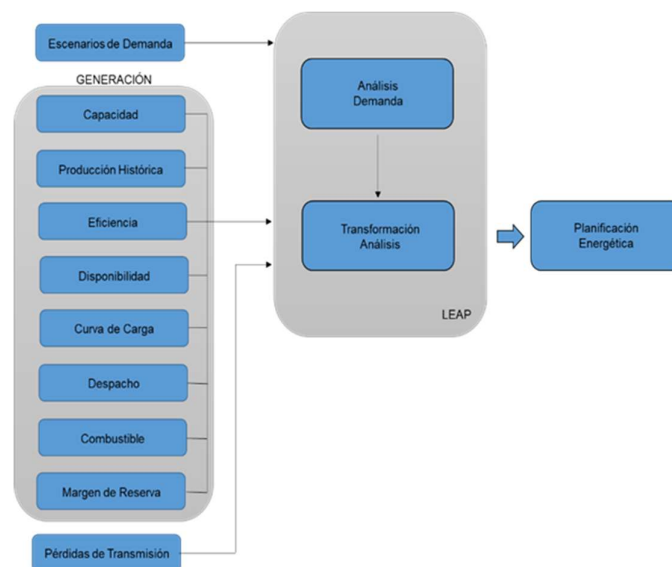 Escenarios de Demanda
GENERACIÓN
Capacidad
Producción Histórica
Eficiencia
Disponibilidad
Curva de Carga
Despacho
Combustible
Margen de Reserva
Pérdidas de Transmisión
Análisis
Demanda
Transformación
Análisis
LEAP
Planificación
Energética